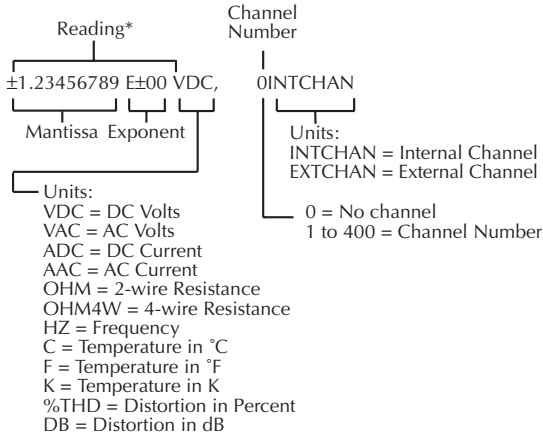 Channel
Number
Reading*
±1.23456789 E±00 VDC, 0INTCHAN
Mantissa Exponent
Units:
INTCHAN = Internal Channel
EXTCHAN = External Channel
0 = No channel
1 to 400 = Channel Number
Units:
VDC = DC Volts
VAC = AC Volts
ADC = DC Current
AAC = AC Current
OHM = 2-wire Resistance
OHM4W = 4-wire Resistance
HZ = Frequency
C = Temperature in ˚C
F = Temperature in ˚F
K = Temperature in K
%THD = Distortion in Percent
DB = Distortion in dB